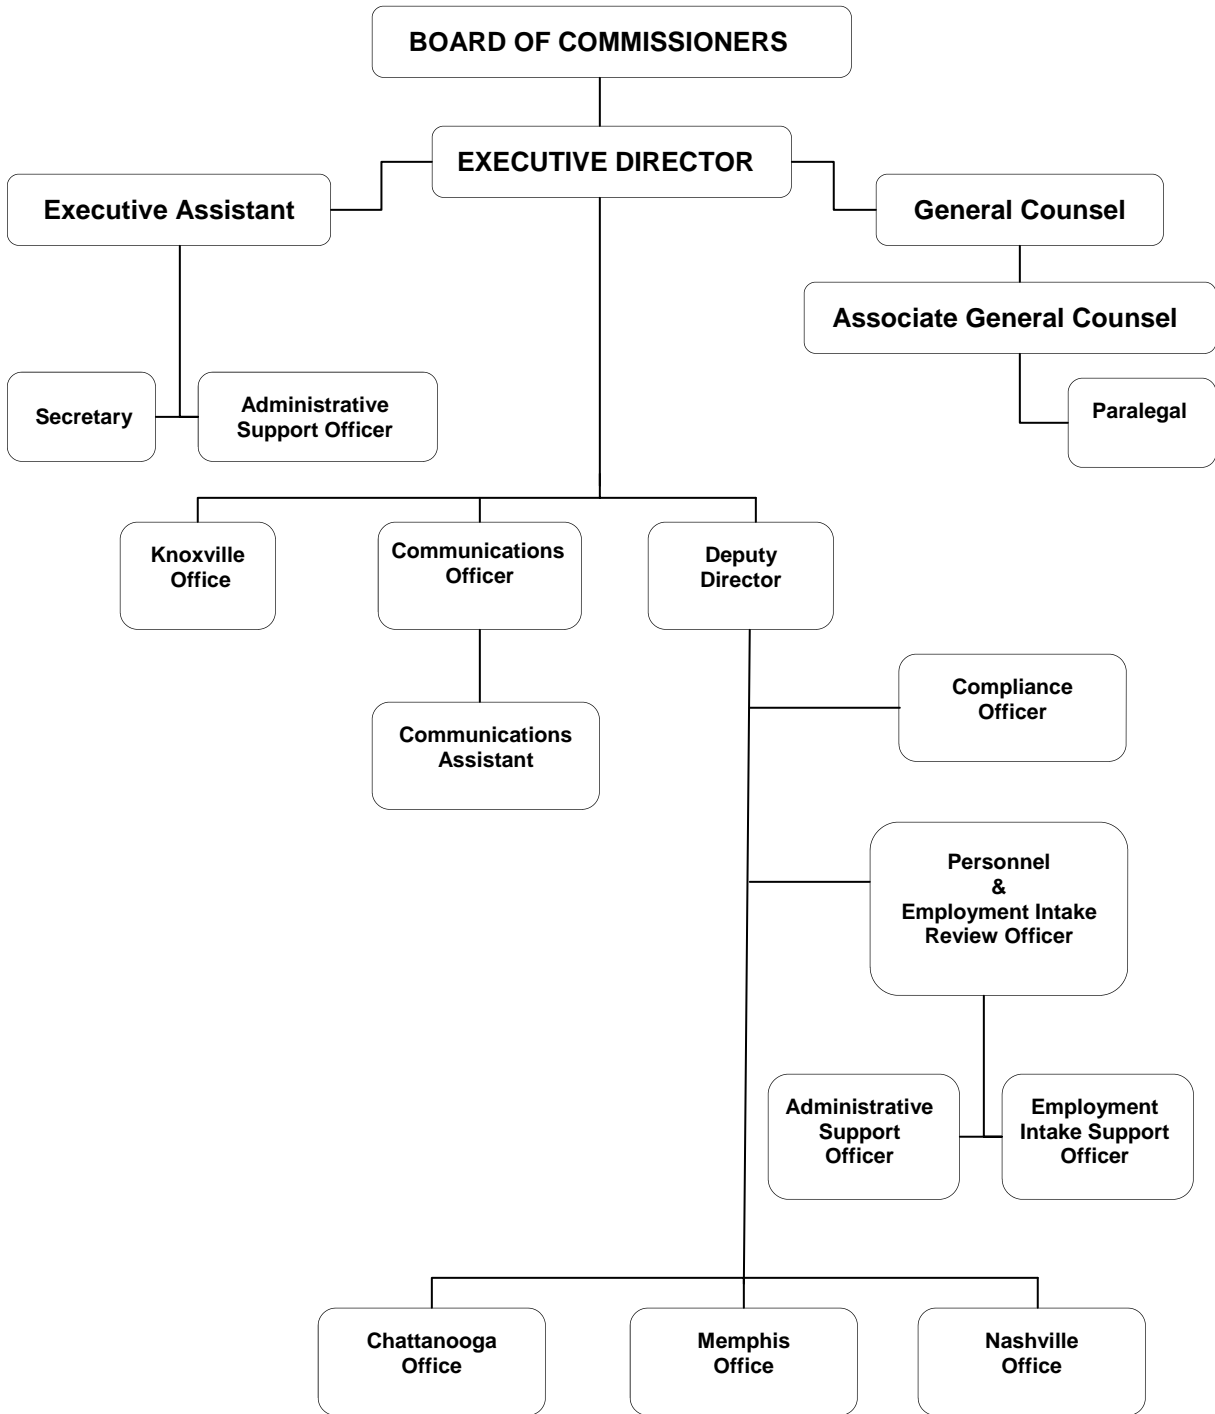 BOARD OF COMMISSIONERS
EXECUTIVE DIRECTOR
Executive Assistant
General Counsel
Associate General Counsel
Secretary
Administrative
Support Officer
Paralegal
Knoxville
Office
Communications
Officer
Deputy
Director
Communications
Assistant
Compliance
Officer
Personnel
&
Employment Intake
Review Officer
Administrative
Support
Officer
Employment
Intake Support
Officer
Chattanooga
Office
Memphis
Office
Nashville
Office